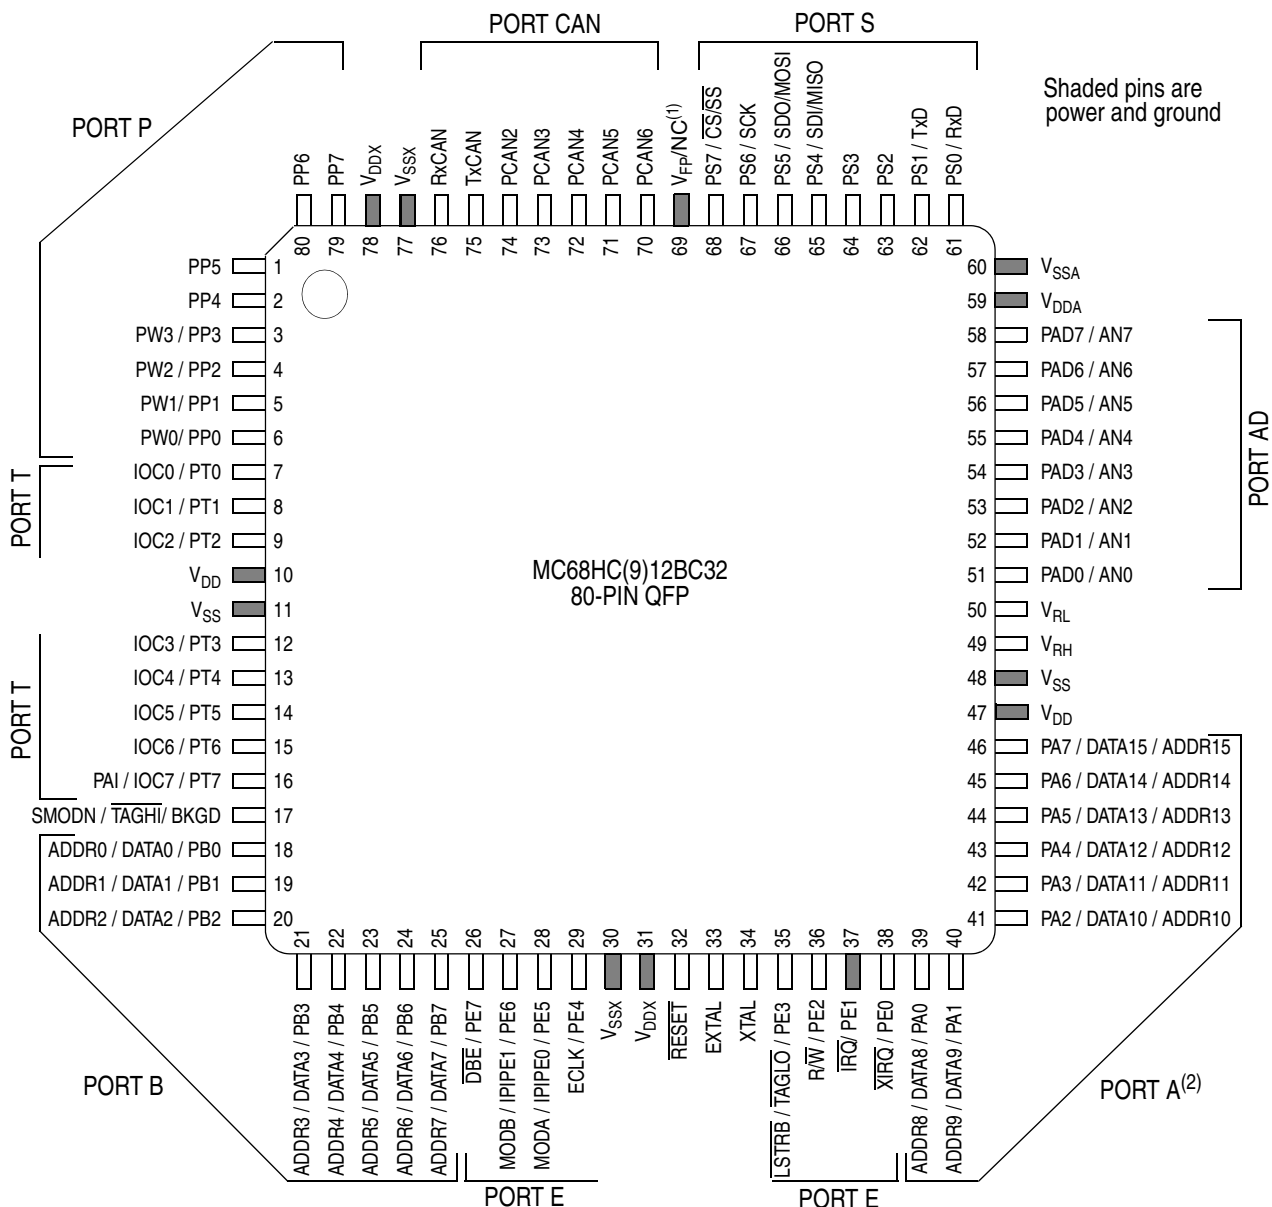 PORT CAN
PORT S
PORT P
Shaded pins are
power and ground
PP6
PP7
VDDX
VSSX
RxCAN
TxCAN
PCAN2
PCAN3
PCAN4
PCAN5
PCAN6
VFP/NC(1)
PS7 / CS/SS
PS6 / SCK
PS5 / SDO/MOSI
PS4 / SDI/MISO
PS3
PS2
PS1 / TxD
PS0 / RxD
80
79
78
77
76
75
74
73
72
71
70
69
68
67
66
65
64
63
62
61
PP5 1
PP4 2
PW3 / PP3 3
PW2 / PP2 4
PW1/ PP1 5
PW0/ PP0 6
PORT T
IOC0 / PT0 7
IOC1 / PT1 8
IOC2 / PT2 9
VDD 10
VSS 11
PORT T
IOC3 / PT3 12
IOC4 / PT4 13
IOC5 / PT5 14
IOC6 / PT6 15
PAI / IOC7 / PT7 16
SMODN / TAGHI/ BKGD 17
ADDR0 / DATA0 / PB0 18
ADDR1 / DATA1 / PB1 19
ADDR2 / DATA2 / PB2 20
MC68HC(9)12BC32
80-PIN QFP
60 VSSA
59 VDDA
58 PAD7 / AN7
57 PAD6 / AN6
56 PAD5 / AN5
55 PAD4 / AN4
54 PAD3 / AN3
53 PAD2 / AN2
52 PAD1 / AN1
51 PAD0 / AN0
PORT AD
50 VRL
49 VRH
48 VSS
47 VDD
46 PA7 / DATA15 / ADDR15
45 PA6 / DATA14 / ADDR14
44 PA5 / DATA13 / ADDR13
43 PA4 / DATA12 / ADDR12
42 PA3 / DATA11 / ADDR11
41 PA2 / DATA10 / ADDR10
21
22
23
24
25
26
27
28
29
30
31
32
33
34
35
36
37
38
39
40
ADDR3 / DATA3 / PB3
ADDR4 / DATA4 / PB4
ADDR5 / DATA5 / PB5
ADDR6 / DATA6 / PB6
ADDR7 / DATA7 / PB7
DBE / PE7
MODB / IPIPE1 / PE6
MODA / IPIPE0 / PE5
ECLK / PE4
VSSX
VDDX
RESET
EXTAL
XTAL
LSTRB / TAGLO / PE3
R/W / PE2
IRQ/ PE1
XIRQ / PE0
ADDR8 / DATA8 / PA0
ADDR9 / DATA9 / PA1
PORT B
PORT A(2)
PORT E
PORT E